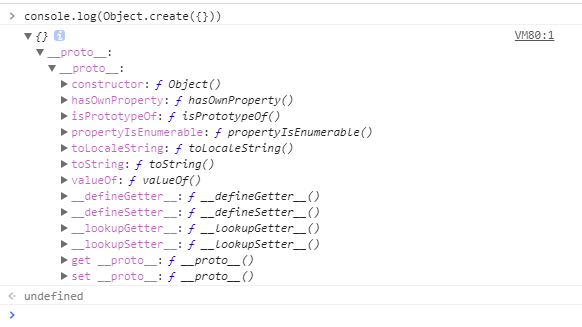 > console.log(Object.create({}))
▼{} i VM80:1
▼__proto__:
▼__proto__:
▶constructor: ƒ Object()
▶hasOwnProperty: ƒ hasOwnProperty()
▶isPrototypeOf: ƒ isPrototypeOf()
▶propertyIsEnumerable: ƒ propertyIsEnumerable()
▶toLocaleString: ƒ toLocaleString()
▶toString: ƒ toString()
▶valueOf: ƒ valueOf()
▶__defineGetter__: ƒ __defineGetter__()
▶__defineSetter__: ƒ __defineSetter__()
▶__lookupGetter__: ƒ __lookupGetter__()
▶__lookupSetter__: ƒ __lookupSetter__()
▶get __proto__: ƒ __proto__()
▶set __proto__: ƒ __proto__()
undefined
>